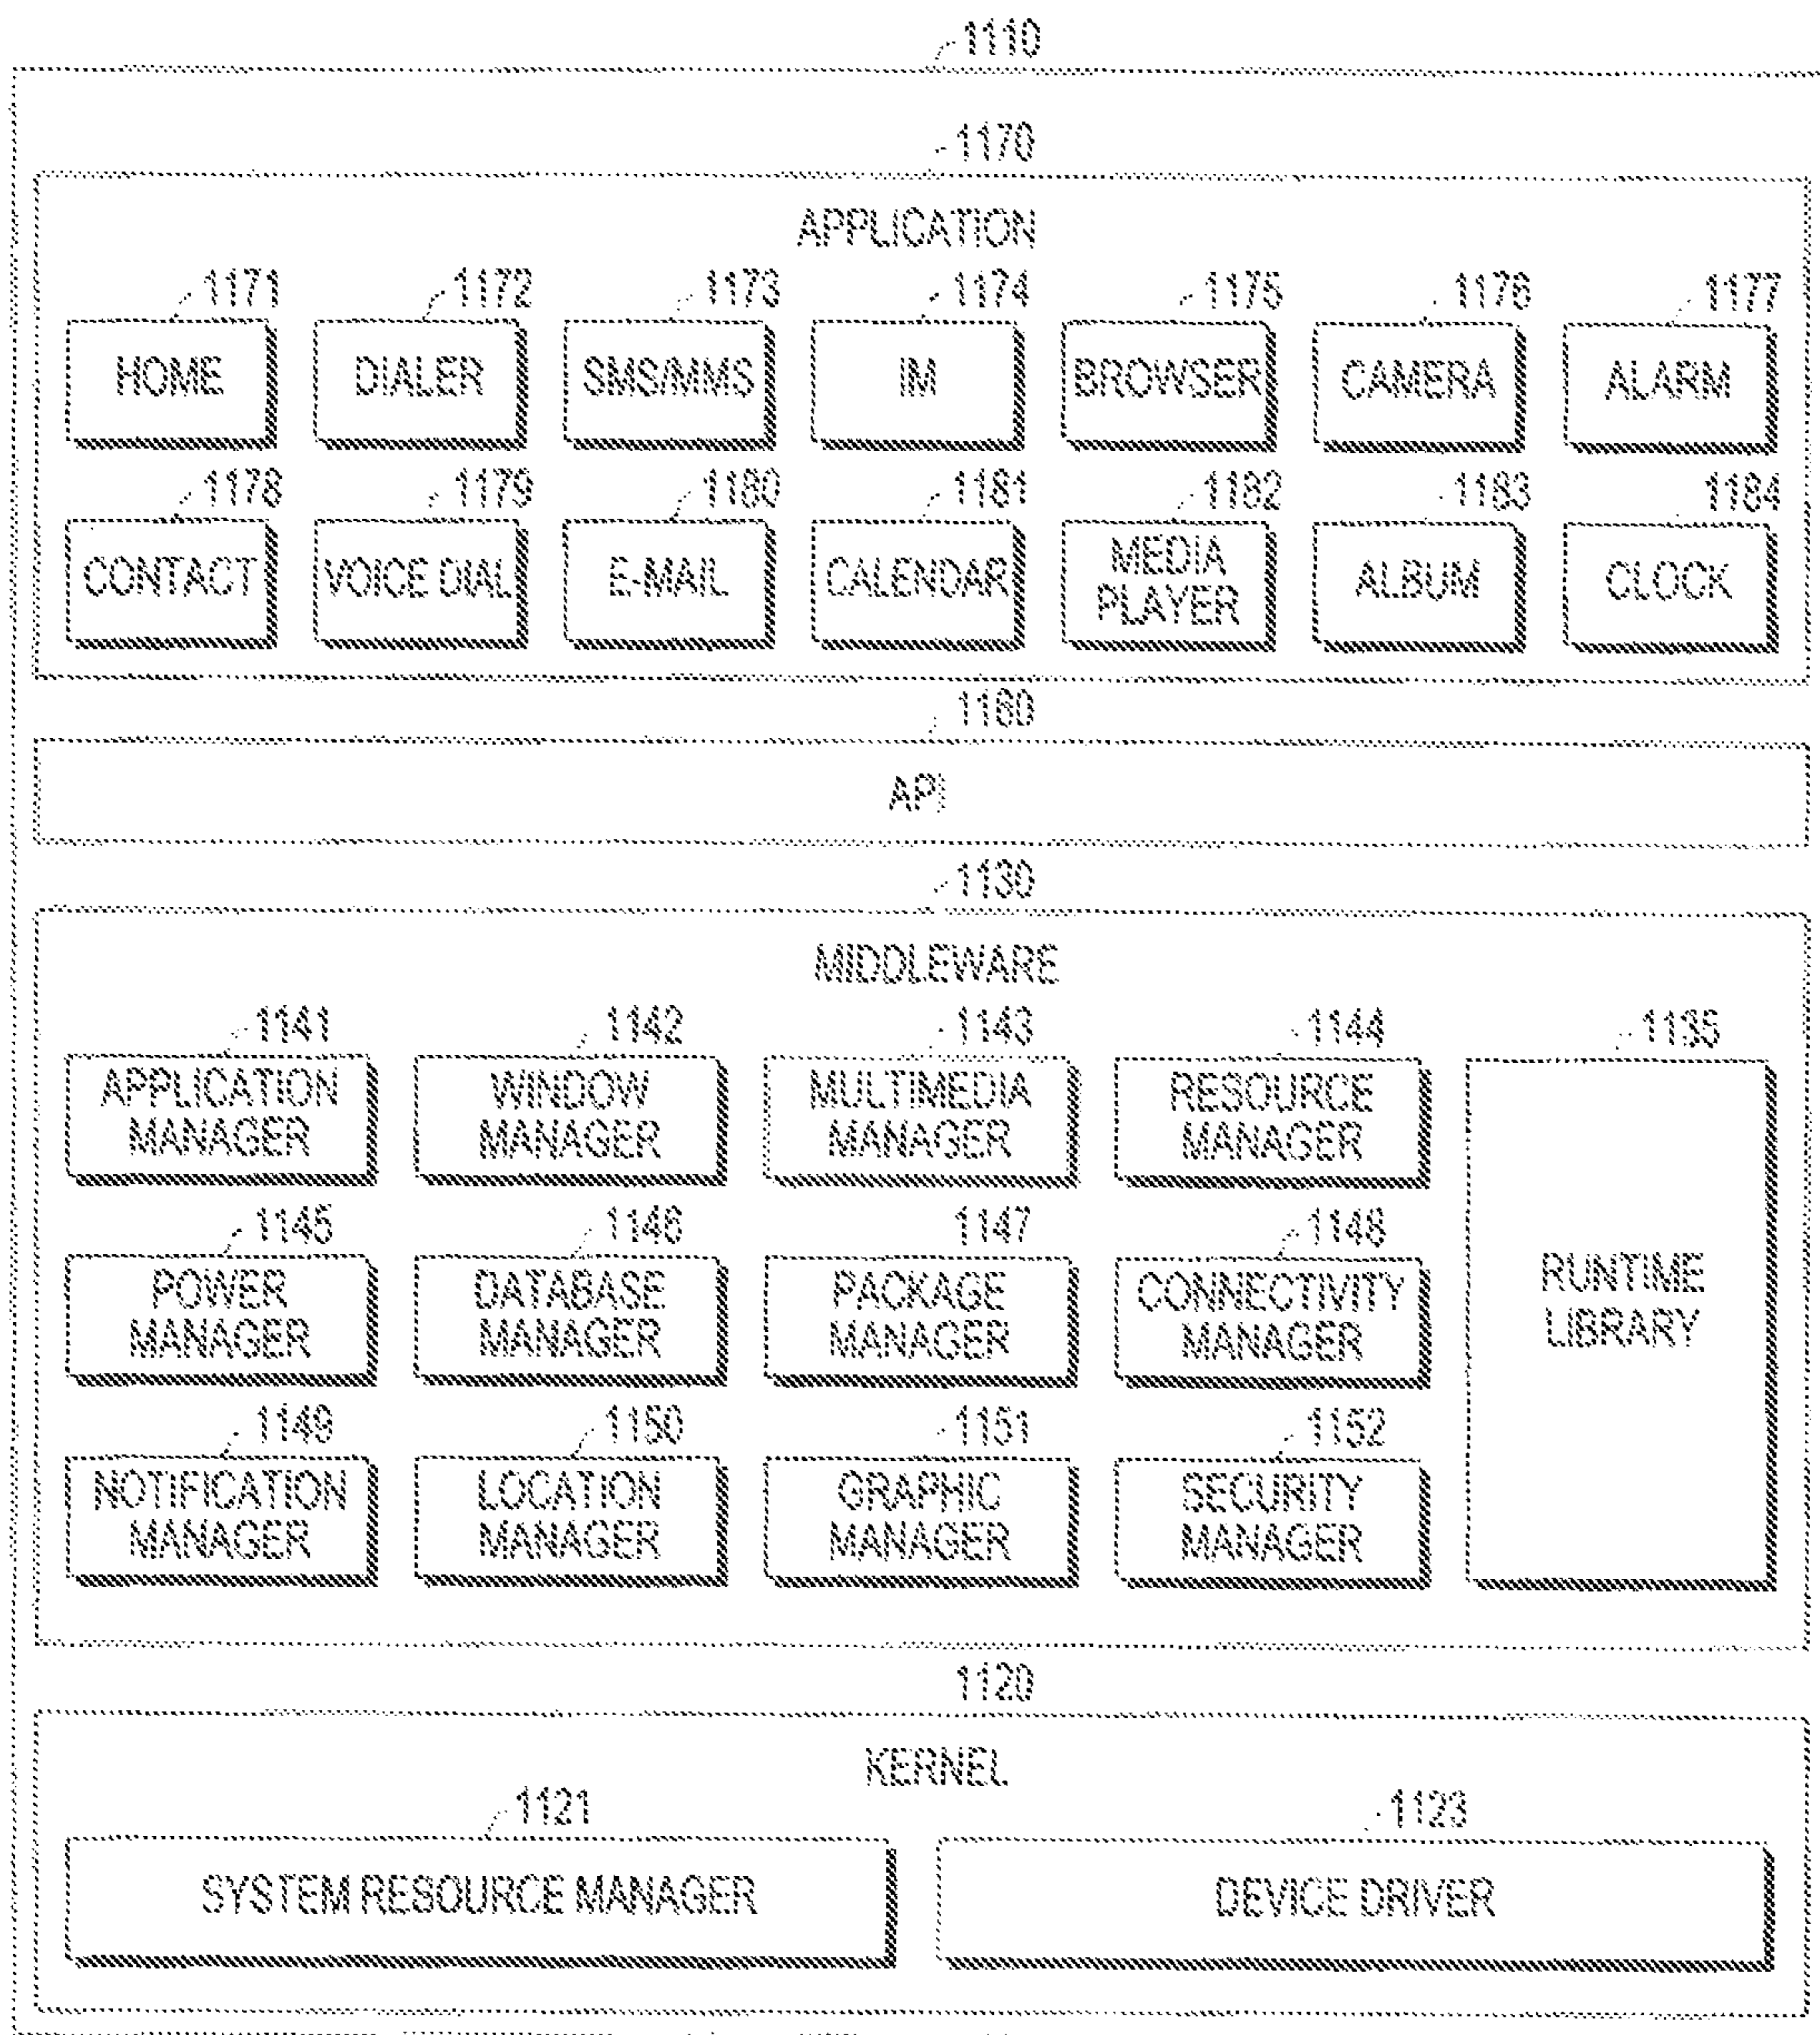 1110
1170
APPLICATION
1171 1172 1173 1174 1175 1176 1177
HOME DIALER SMS/MMS IM BROWSER CAMERA ALARM
1178 1179 1180 1181 1182 1183 1184
CONTACT VOICE DIAL E-MAIL CALENDAR MEDIA PLAYER ALBUM CLOCK
1160
API
1130
MIDDLEWARE
1141 1142 1143 1144 1135
APPLICATION MANAGER WINDOW MANAGER MULTIMEDIA MANAGER RESOURCE MANAGER
1145 1146 1147 1148
POWER MANAGER DATABASE MANAGER PACKAGE MANAGER CONNECTIVITY MANAGER RUNTIME LIBRARY
1149 1150 1151 1152
NOTIFICATION MANAGER LOCATION MANAGER GRAPHIC MANAGER SECURITY MANAGER
1120
KERNEL
1121 1123
SYSTEM RESOURCE MANAGER DEVICE DRIVER